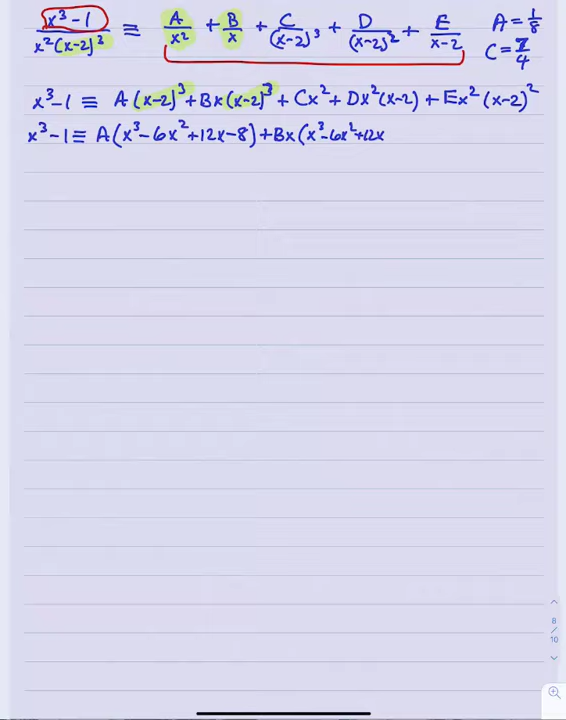 x³-1 / x²(x-2)³ ≡ A/x² + B/x + C/(x-2)³ + D/(x-2)² + E/x-2 A = 1/8
C = 7/4
x³-1 ≡ A(x-2)³ + Bx(x-2)³ + Cx² + Dx²(x-2) + Ex²(x-2)²
x³-1 ≡ A(x³-6x²+12x-8) + Bx(x³-6x²+12x
8
/
10